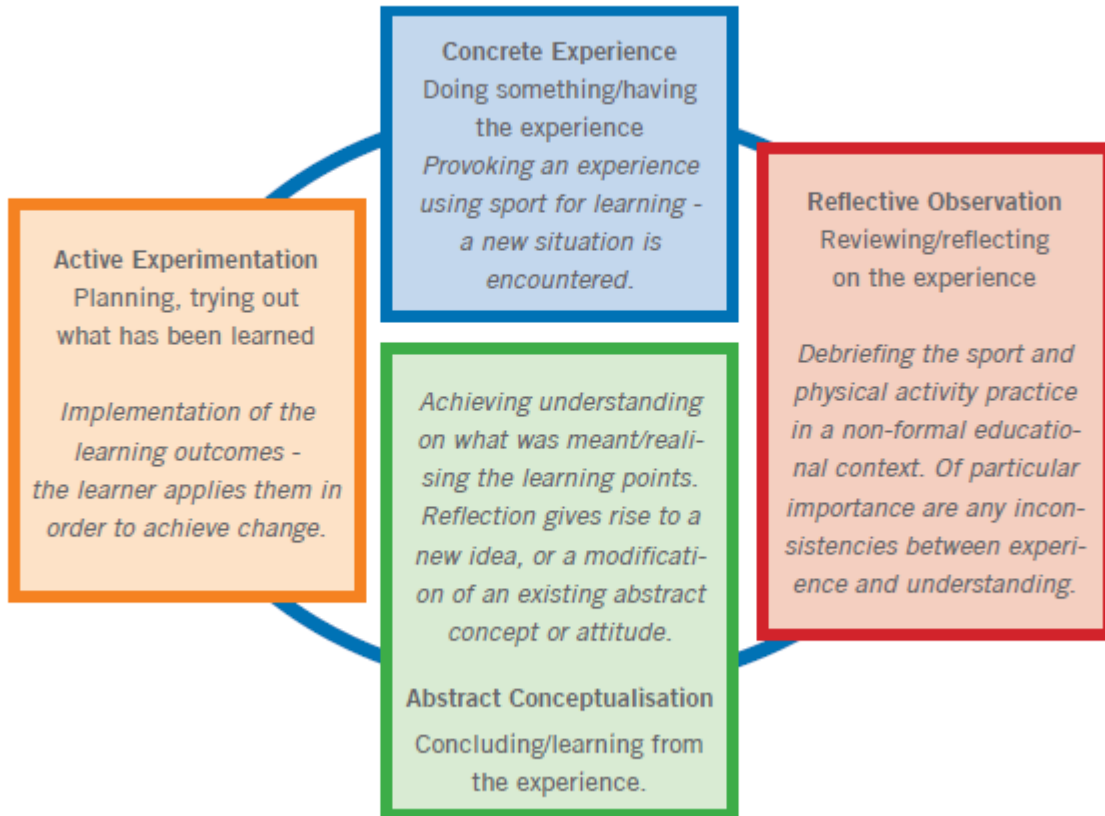 Concrete Experience
Doing something/having
the experience
Provoking an experience
using sport for learning -
a new situation is
encountered.
Reflective Observation
Reviewing/reflecting
on the experience
Debriefing the sport and
physical activity practice
in a non-formal educatio-
nal context. Of particular
importance are any incon-
sistencies between experi-
ence and understanding.
Achieving understanding
on what was meant/reali-
sing the learning points.
Reflection gives rise to a
new idea, or a modificati-
on of an existing abstract
concept or attitude.
Abstract Conceptualisation
Concluding/learning from
the experience.
Active Experimentation
Planning, trying out
what has been learned
Implementation of the
learning outcomes -
the learner applies them in
order to achieve change.